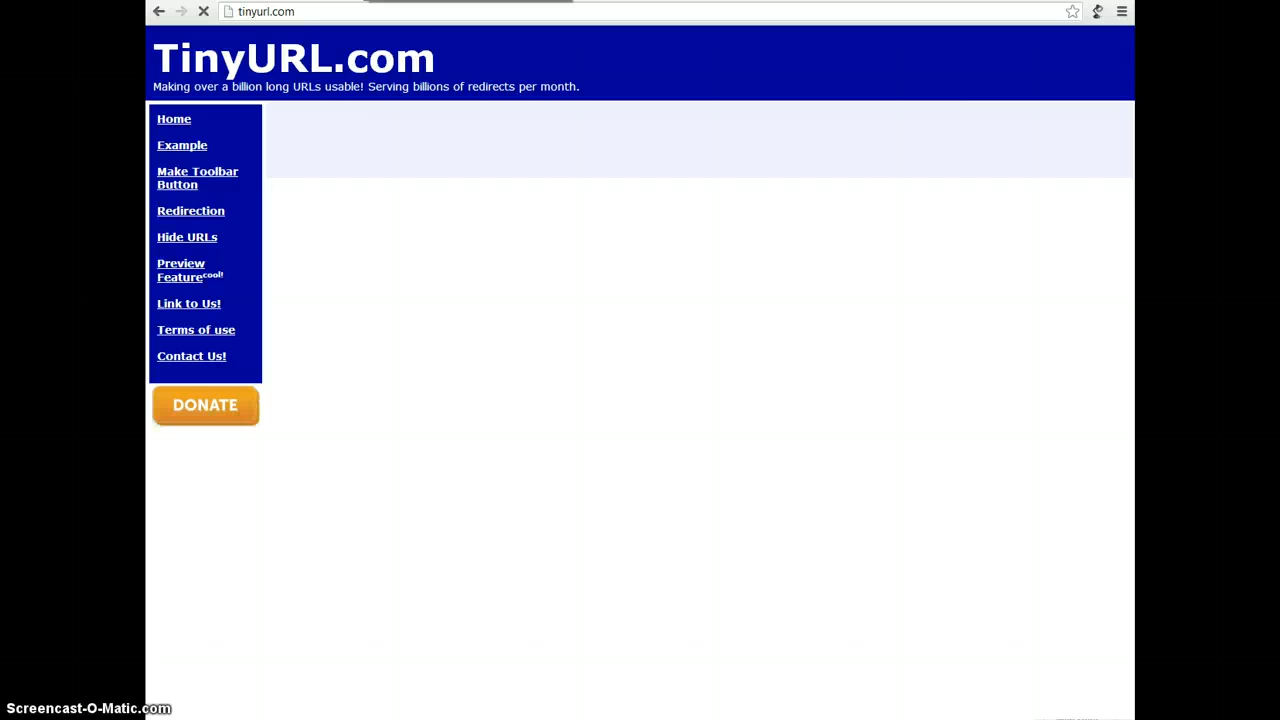 tinyurl.com
TinyURL.com
Making over a billion long URLs usable! Serving billions of redirects per month.
Home
Example
Make Toolbar
Button
Redirection
Hide URLs
Preview
Featurecool!
Link to Us!
Terms of use
Contact Us!
DONATE
Screencast-O-Matic.com